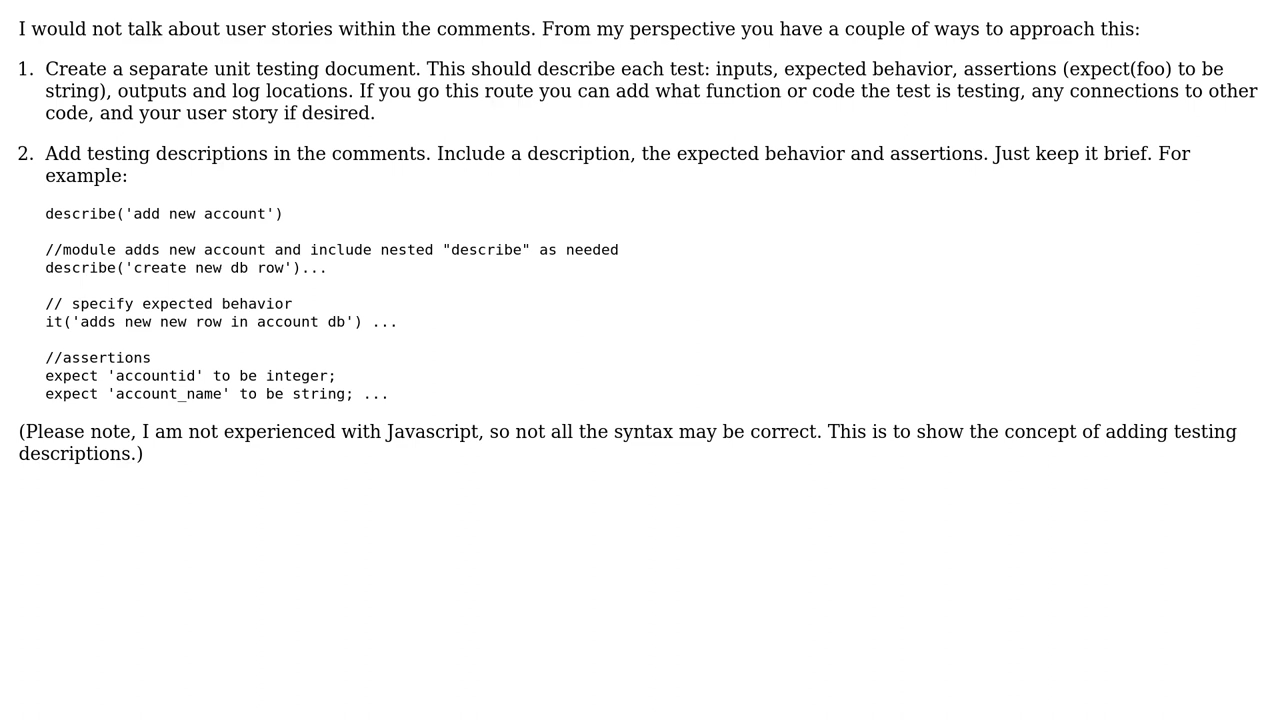 I would not talk about user stories within the comments. From my perspective you have a couple of ways to approach this:
1. Create a separate unit testing document. This should describe each test: inputs, expected behavior, assertions (expect(foo) to be
string), outputs and log locations. If you go this route you can add what function or code the test is testing, any connections to other
code, and your user story if desired.
2. Add testing descriptions in the comments. Include a description, the expected behavior and assertions. Just keep it brief. For
example:
describe('add new account')
//module adds new account and include nested "describe" as needed
describe('create new db row')...
// specify expected behavior
it('adds new new row in account db') ...
//assertions
expect 'accountid' to be integer;
expect 'account_name' to be string; ...
(Please note, I am not experienced with Javascript, so not all the syntax may be correct. This is to show the concept of adding testing
descriptions.)